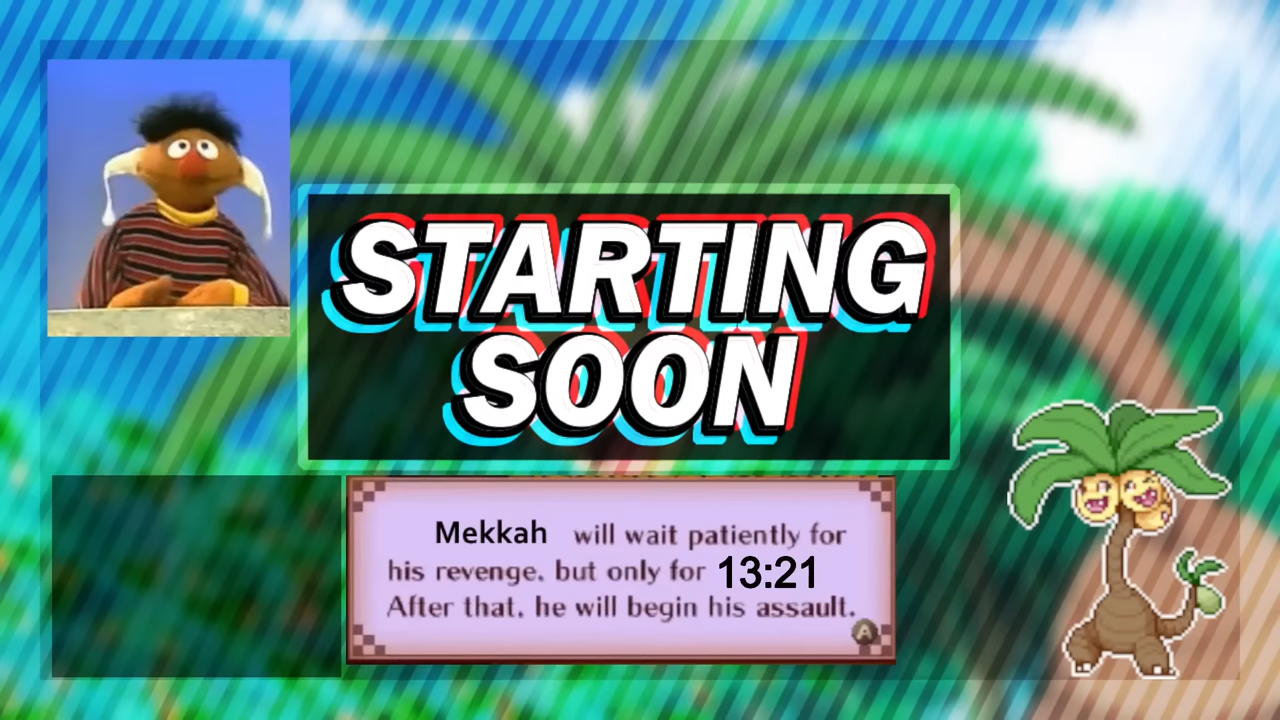 STARTING
SOON
Mekkah will wait patiently for
his revenge, but only for 13:21
After that, he will begin his assault.
A